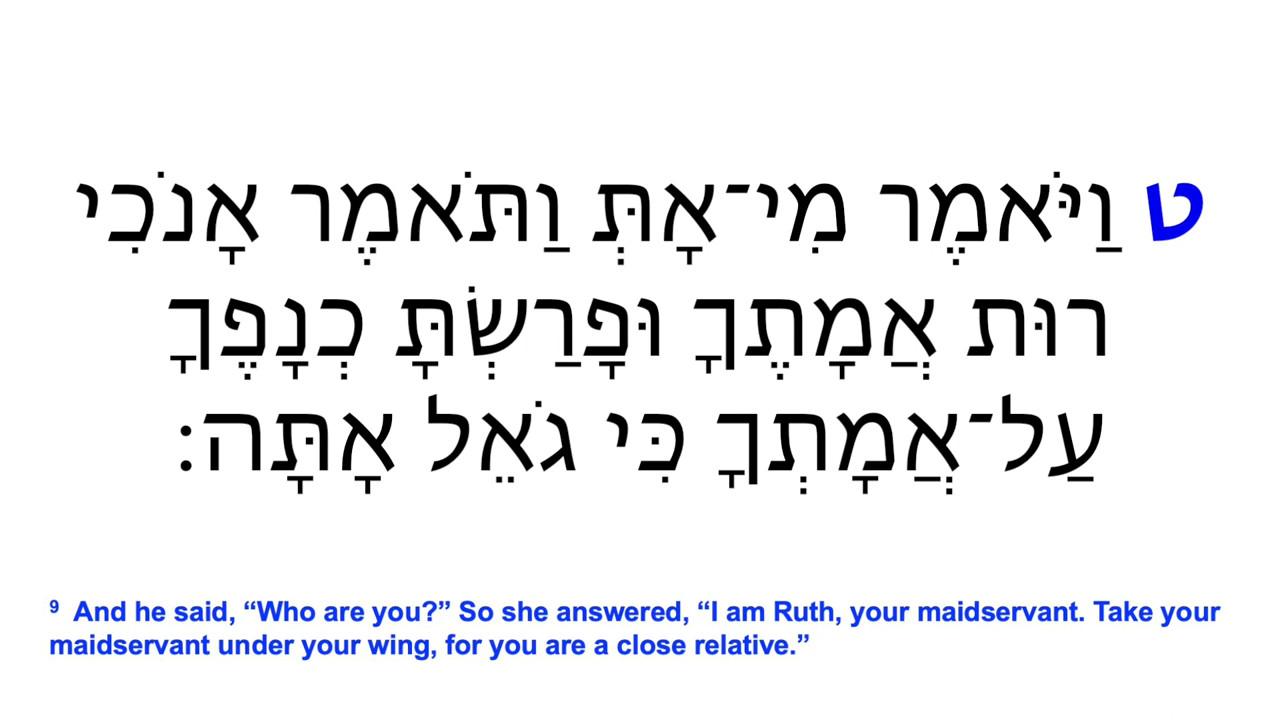 ט וַיֹּאמֶר מִי־אָתְּ וַתֹּאמֶר אָנֹכִי
רוּת אֲמָתֶךָ וּפָרַשְׂתָּ כְנָפֶךָ
עַל־אֲמָתְךָ כִּי גֹאֵל אָתָּה׃
9 And he said, “Who are you?” So she answered, “I am Ruth, your maidservant. Take your
maidservant under your wing, for you are a close relative.”